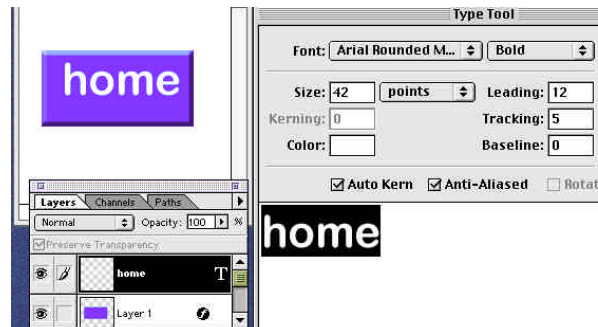 home
Layers Channels Paths
Normal Opacity: 100 %
Preserve Transparency
home T
Layer 1
Type Tool
Font: Arial Rounded M... Bold
Size: 42 points Leading: 12
Kerning: 0 Tracking: 5
Color: Baseline: 0
Auto Kern Anti-Aliased Rotat
home